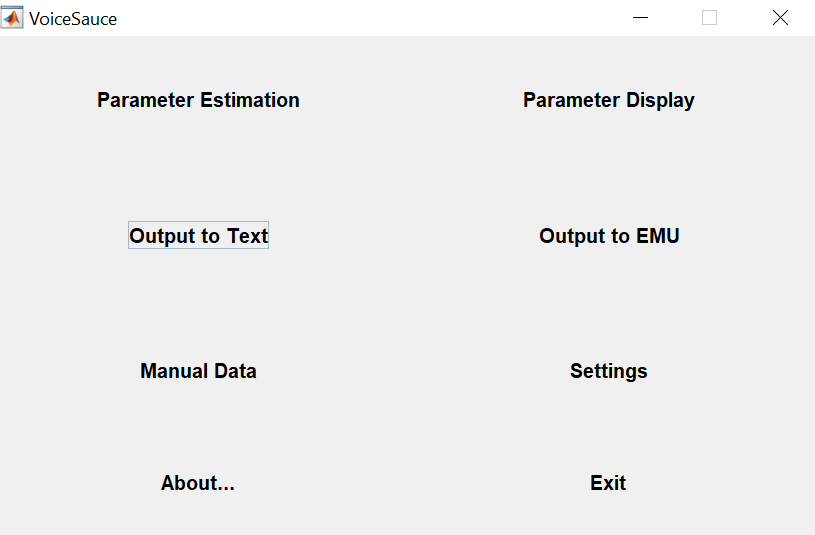 VoiceSauce
Parameter Estimation
Parameter Display
Output to Text
Output to EMU
Manual Data
Settings
About...
Exit